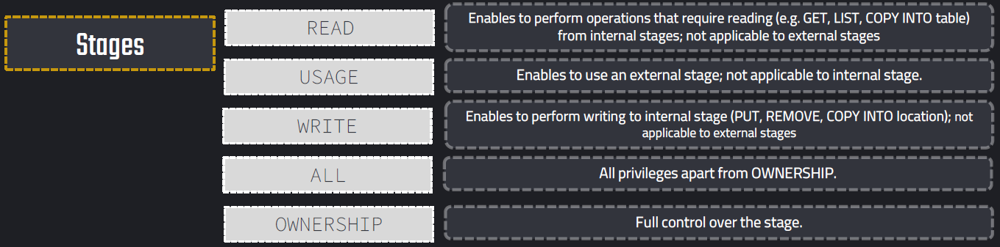 Stages
READ
Enables to perform operations that require reading (e.g. GET, LIST, COPY INTO table)
from internal stages; not applicable to external stages
USAGE
Enables to use an external stage; not applicable to internal stage.
WRITE
Enables to perform writing to internal stage (PUT, REMOVE, COPY INTO location); not
applicable to external stages
ALL
All privileges apart from OWNERSHIP.
OWNERSHIP
Full control over the stage.